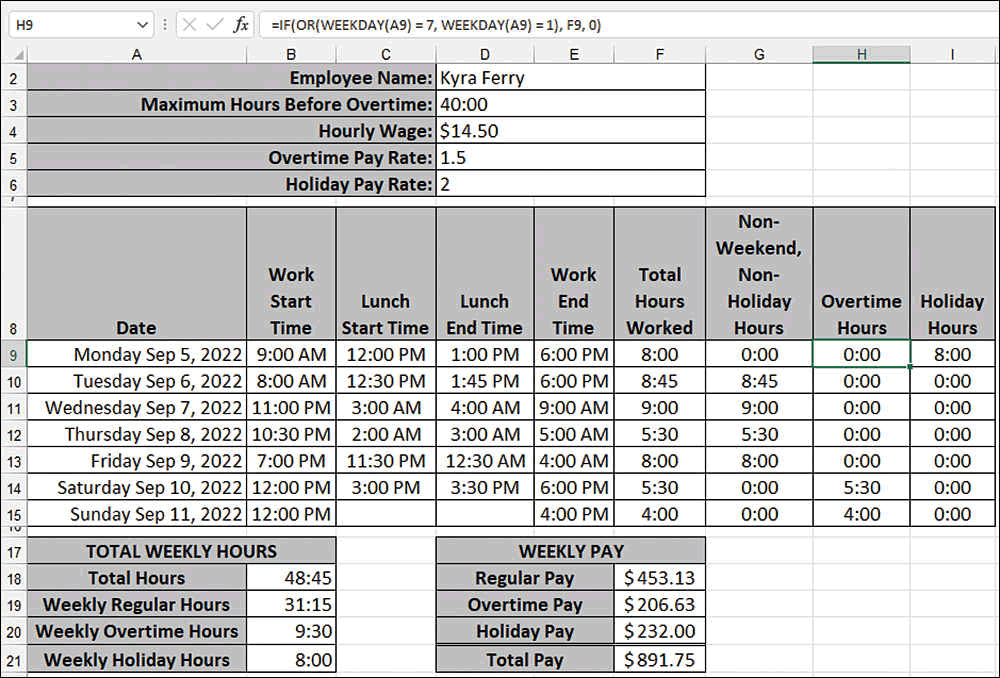 H9 fx =IF(OR(WEEKDAY(A9) = 7, WEEKDAY(A9) = 1), F9, 0)
A B C D E F G H I
2 Employee Name: Kyra Ferry
3 Maximum Hours Before Overtime: 40:00
4 Hourly Wage: $14.50
5 Overtime Pay Rate: 1.5
6 Holiday Pay Rate: 2
Non-
Weekend,
Work Work Total Non-
Start Lunch Lunch End Hours Holiday Overtime Holiday
8 Date Time Start Time End Time Time Worked Hours Hours Hours
9 Monday Sep 5, 2022 9:00 AM 12:00 PM 1:00 PM 6:00 PM 8:00 0:00 0:00 8:00
10 Tuesday Sep 6, 2022 8:00 AM 12:30 PM 1:45 PM 6:00 PM 8:45 8:45 0:00 0:00
11 Wednesday Sep 7, 2022 11:00 PM 3:00 AM 4:00 AM 9:00 AM 9:00 9:00 0:00 0:00
12 Thursday Sep 8, 2022 10:30 PM 2:00 AM 3:00 AM 5:00 AM 5:30 5:30 0:00 0:00
13 Friday Sep 9, 2022 7:00 PM 11:30 PM 12:30 AM 4:00 AM 8:00 8:00 0:00 0:00
14 Saturday Sep 10, 2022 12:00 PM 3:00 PM 3:30 PM 6:00 PM 5:30 0:00 5:30 0:00
15 Sunday Sep 11, 2022 12:00 PM 4:00 PM 4:00 0:00 4:00 0:00
17 TOTAL WEEKLY HOURS WEEKLY PAY
18 Total Hours 48:45 Regular Pay $453.13
19 Weekly Regular Hours 31:15 Overtime Pay $206.63
20 Weekly Overtime Hours 9:30 Holiday Pay $232.00
21 Weekly Holiday Hours 8:00 Total Pay $891.75